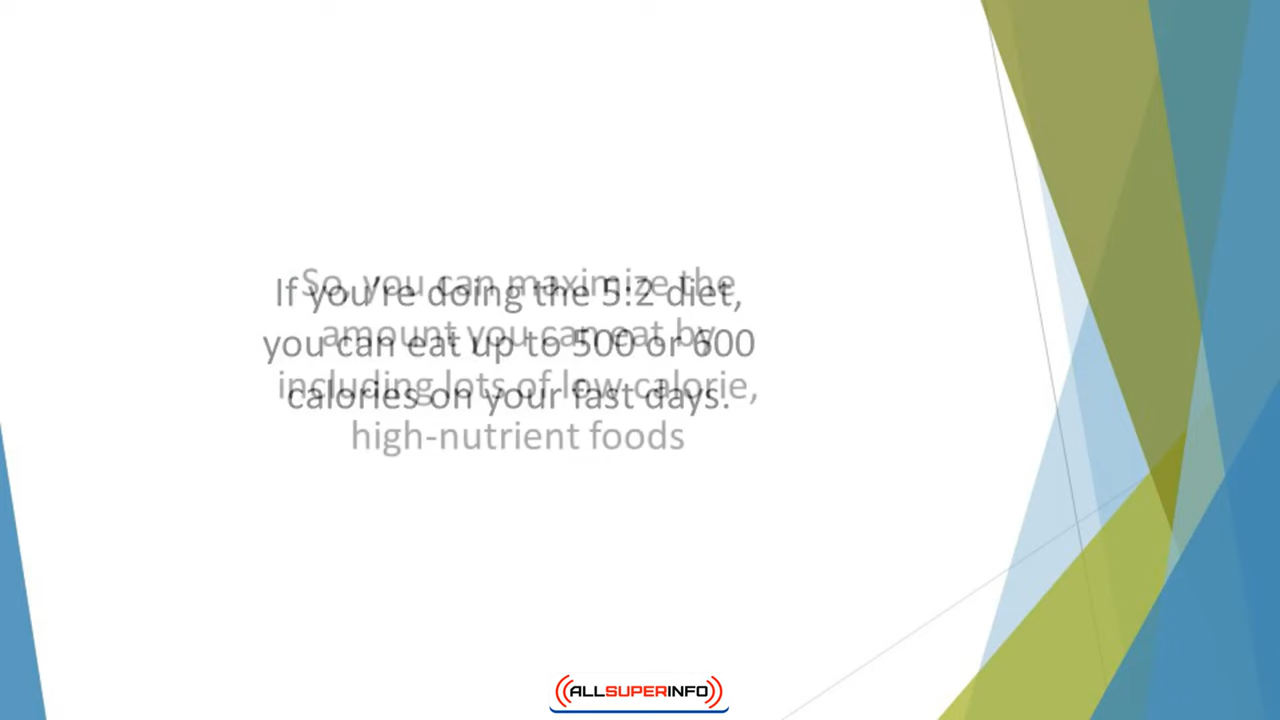 If you're doing the 5:2 diet,
you can eat up to 500 or 600
calories on your fast days.
So, you can maximize the
amount you can eat by
including lots of low calorie,
high-nutrient foods
ALLSUPERINFO